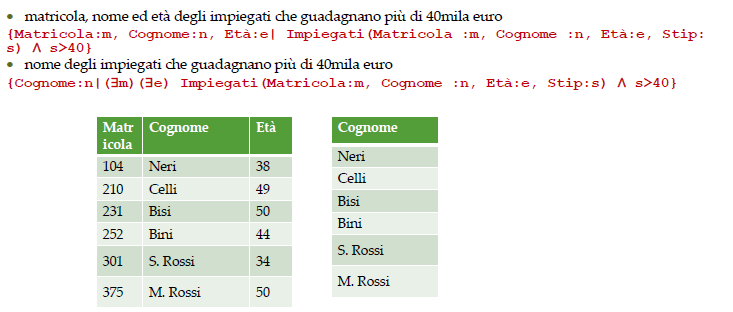 • matricola, nome ed età degli impiegati che guadagnano più di 40mila euro
{Matricola:m, Cognome:n, Età:e| Impiegati(Matricola :m, Cognome :n, Età:e, Stip:
s) ∧ s>40}
• nome degli impiegati che guadagnano più di 40mila euro
{Cognome:n|(∃m)(∃e) Impiegati(Matricola:m, Cognome :n, Età:e, Stip:s) ∧ s>40}
Matr
icola Cognome Età
104 Neri 38
210 Celli 49
231 Bisi 50
252 Bini 44
301 S. Rossi 34
375 M. Rossi 50
Cognome
Neri
Celli
Bisi
Bini
S. Rossi
M. Rossi